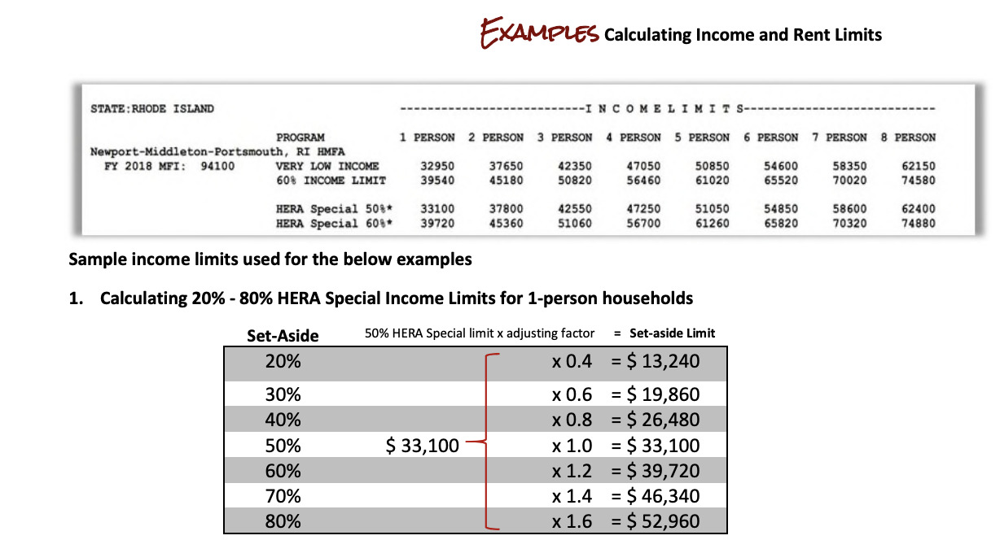 EXAMPLES Calculating Income and Rent Limits
STATE:RHODE ISLAND ---------------------------I N C O M E L I M I T S----------------------------
PROGRAM 1 PERSON 2 PERSON 3 PERSON 4 PERSON 5 PERSON 6 PERSON 7 PERSON 8 PERSON
Newport-Middleton-Portsmouth, RI HMFA
FY 2018 MFI: 94100 VERY LOW INCOME 32950 37650 42350 47050 50850 54600 58350 62150
60% INCOME LIMIT 39540 45180 50820 56460 61020 65520 70020 74580
HERA Special 50%* 33100 37800 42550 47250 51050 54850 58600 62400
HERA Special 60%* 39720 45360 51060 56700 61260 65820 70320 74880
Sample income limits used for the below examples
1. Calculating 20% - 80% HERA Special Income Limits for 1-person households
Set-Aside 50% HERA Special limit x adjusting factor = Set-aside Limit
20% x 0.4 = $ 13,240
30% x 0.6 = $ 19,860
40% x 0.8 = $ 26,480
50% $ 33,100 x 1.0 = $ 33,100
60% x 1.2 = $ 39,720
70% x 1.4 = $ 46,340
80% x 1.6 = $ 52,960